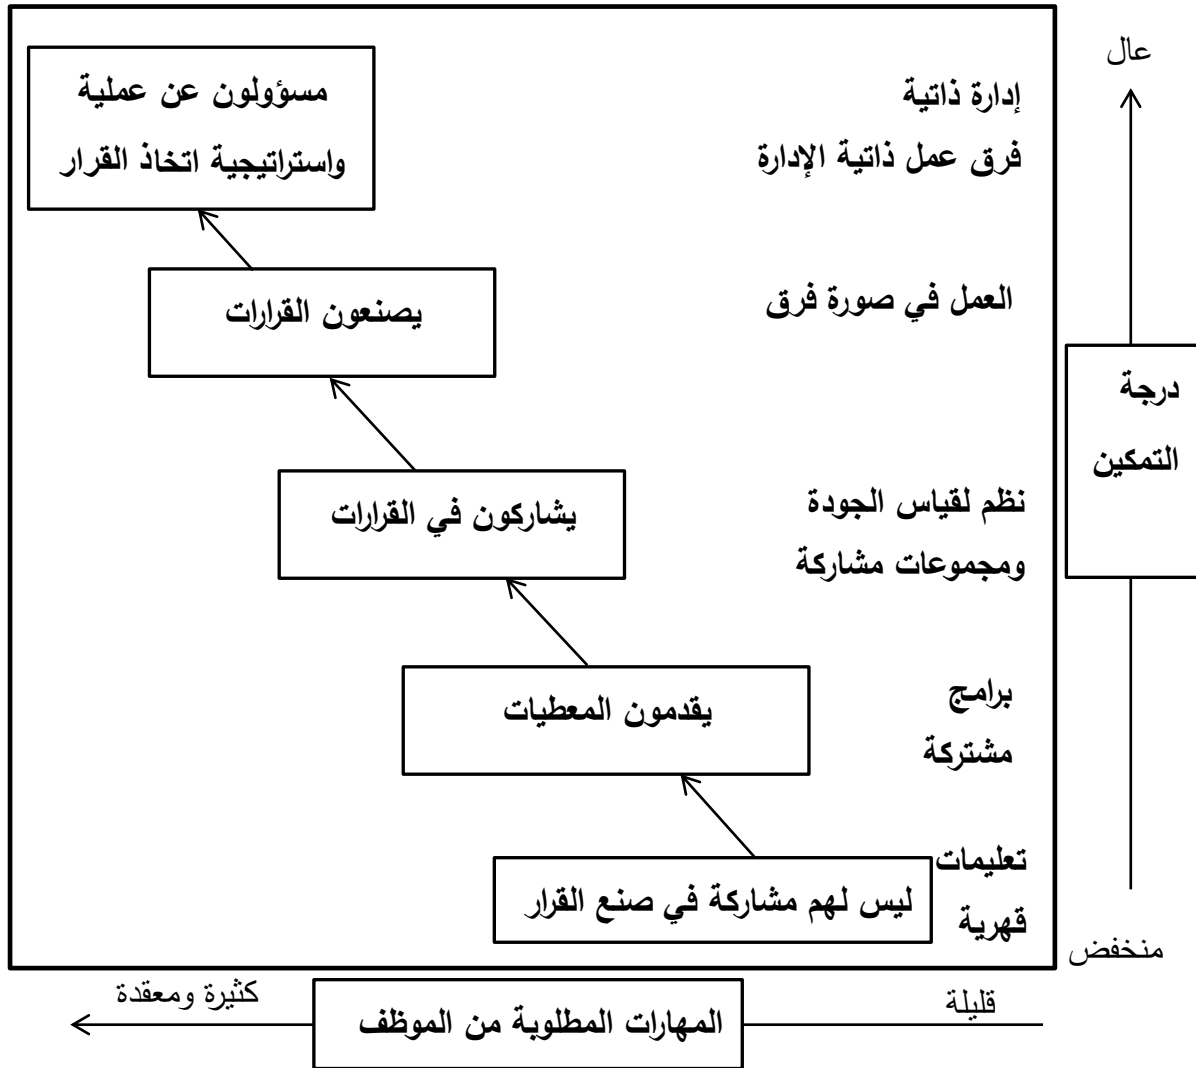 عال
إدارة ذاتية
فرق عمل ذاتية الإدارة
مسؤولون عن عملية
واستراتيجية اتخاذ القرار
العمل في صورة فرق
يصنعون القرارات
درجة
التمكين
نظم لقياس الجودة
ومجموعات مشاركة
يشاركون في القرارات
برامج
مشتركة
يقدمون المعطيات
تعليمات
قهرية
ليس لهم مشاركة في صنع القرار
منخفض
قليلة
المهارات المطلوبة من الموظف
كثيرة ومعقدة